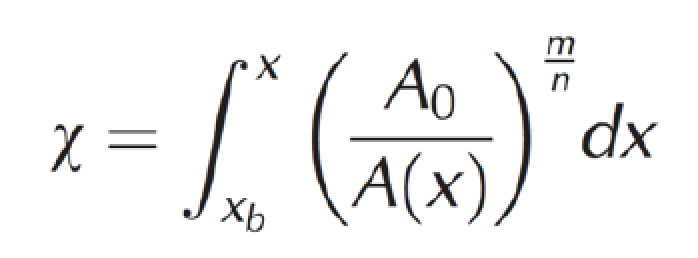 χ = ∫_{x_b}^{x} (A_0 / A(x))^{m/n} dx